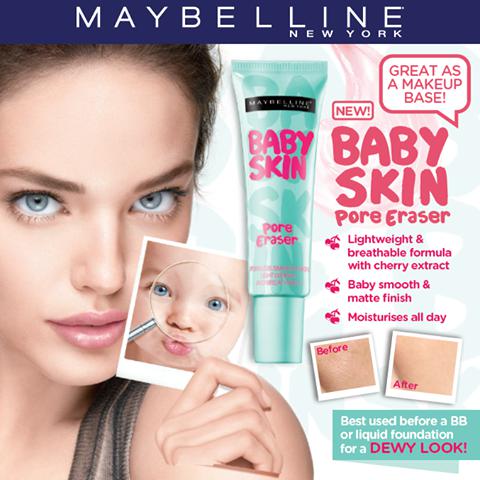 MAYBELLINE
NEW YORK
GREAT AS
A MAKEUP
BASE!
NEW!
BABY
SKIN
Pore Eraser
Lightweight &
breathable formula
with cherry extract
Baby smooth &
matte finish
Moisturises all day
Before
After
Best used before a BB
or liquid foundation
for a DEWY LOOK!
MAYBELLINE
NEW YORK
BABY
SKIN
Pore
Eraser